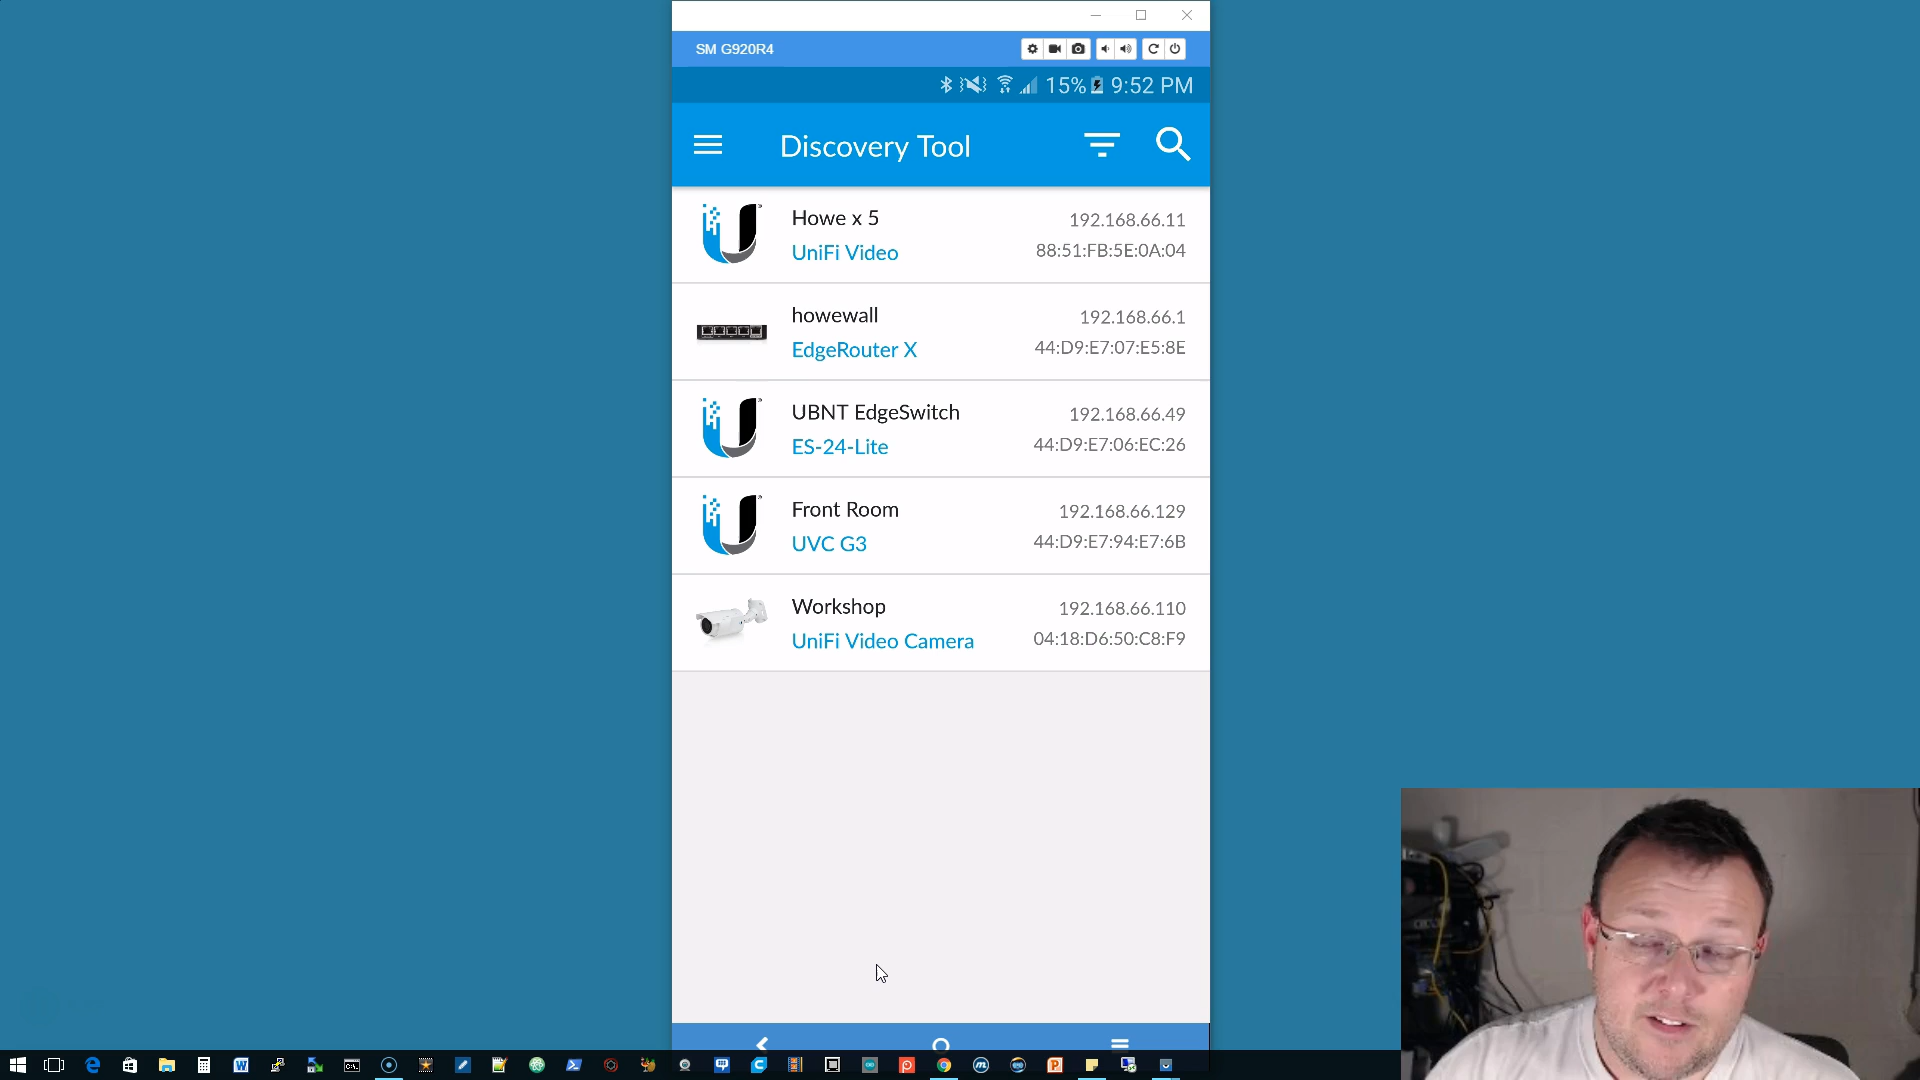 SM G920R4
15% 9:52 PM
Discovery Tool
Howe x 5
192.168.66.11
UniFi Video
88:51:FB:5E:0A:04
howewall
192.168.66.1
EdgeRouter X
44:D9:E7:07:E5:8E
UBNT EdgeSwitch
192.168.66.49
ES-24-Lite
44:D9:E7:06:EC:26
Front Room
192.168.66.129
UVC G3
44:D9:E7:94:E7:6B
Workshop
192.168.66.110
UniFi Video Camera
04:18:D6:50:C8:F9